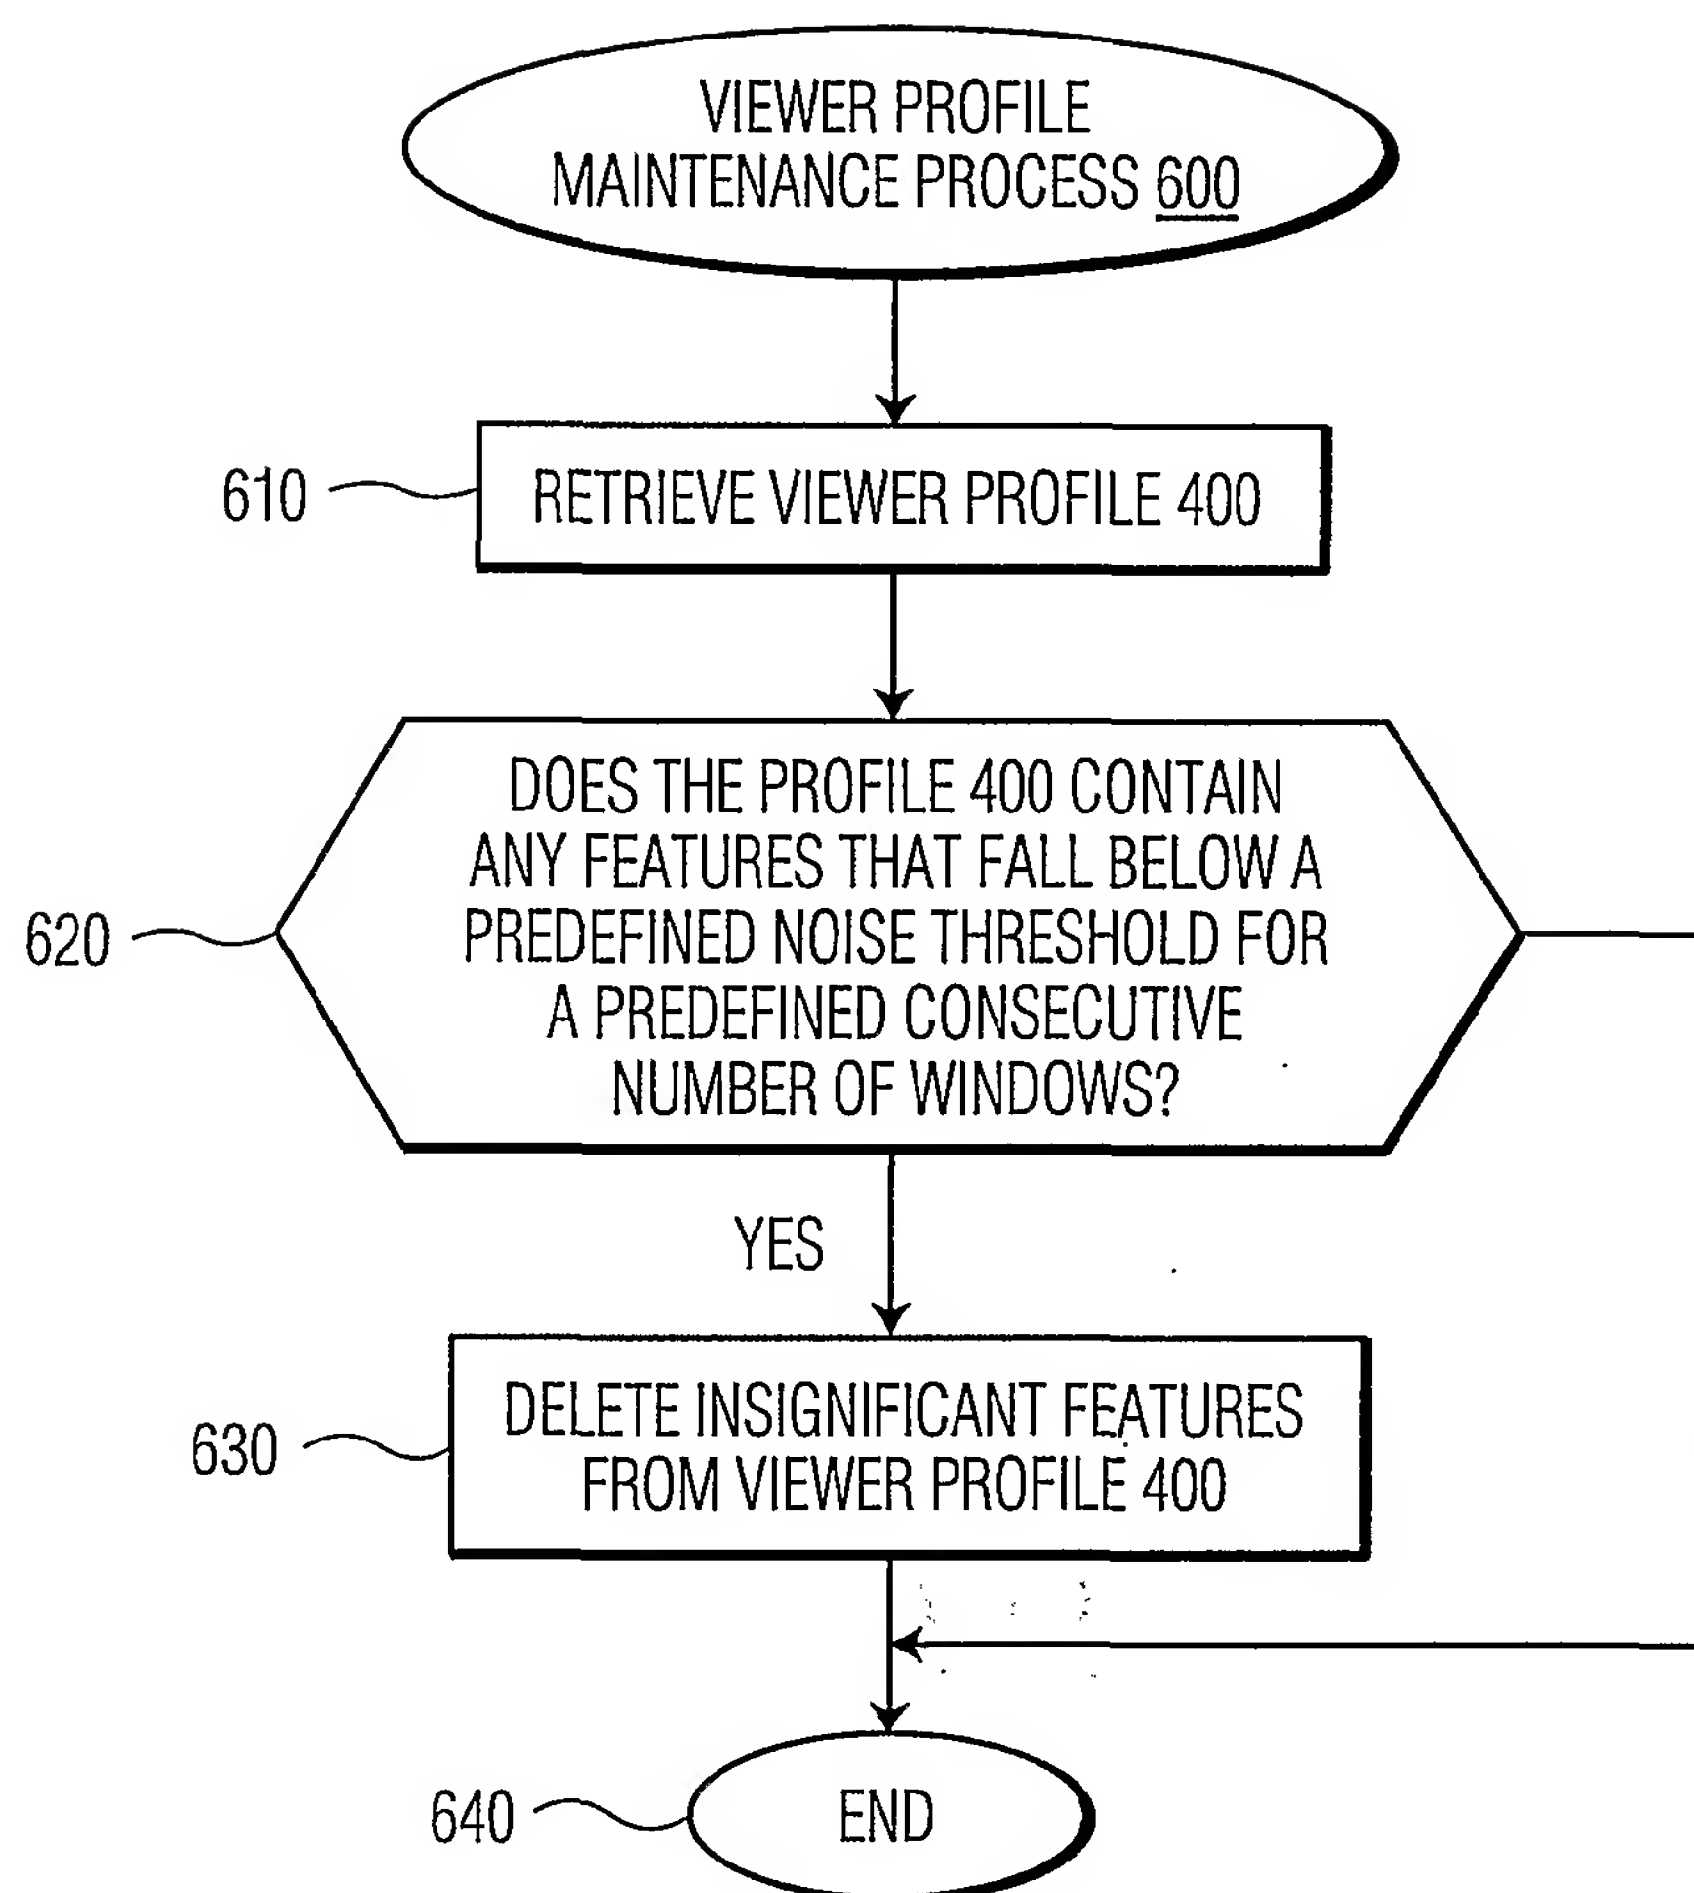 VIEWER PROFILE
MAINTENANCE PROCESS 600
610
RETRIEVE VIEWER PROFILE 400
DOES THE PROFILE 400 CONTAIN
ANY FEATURES THAT FALL BELOW A
620
PREDEFINED NOISE THRESHOLD FOR
A PREDEFINED CONSECUTIVE
NUMBER OF WINDOWS?
YES
DELETE INSIGNIFICANT FEATURES
630
FROM VIEWER PROFILE 400
640
END